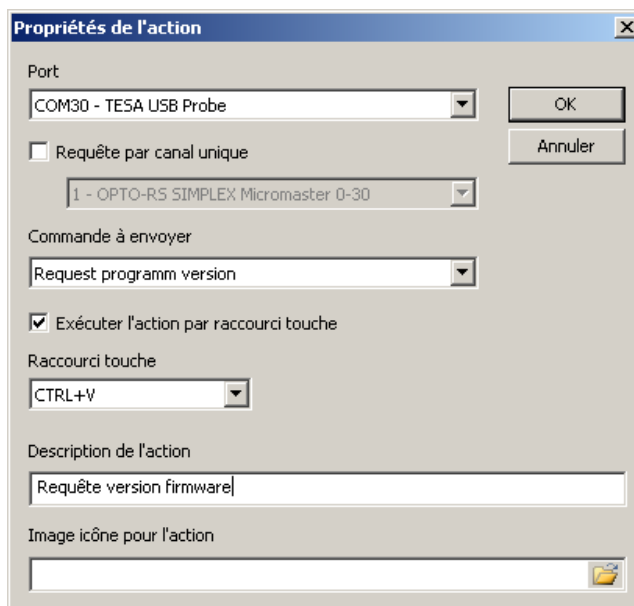 Propriétés de l'action
Port
COM30 - TESA USB Probe
OK
Requête par canal unique
Annuler
1 - OPTO-RS SIMPLEX Micromaster 0-30
Commande à envoyer
Request programm version
Exécuter l'action par raccourci touche
Raccourci touche
CTRL+V
Description de l'action
Requête version firmware
Image icône pour l'action